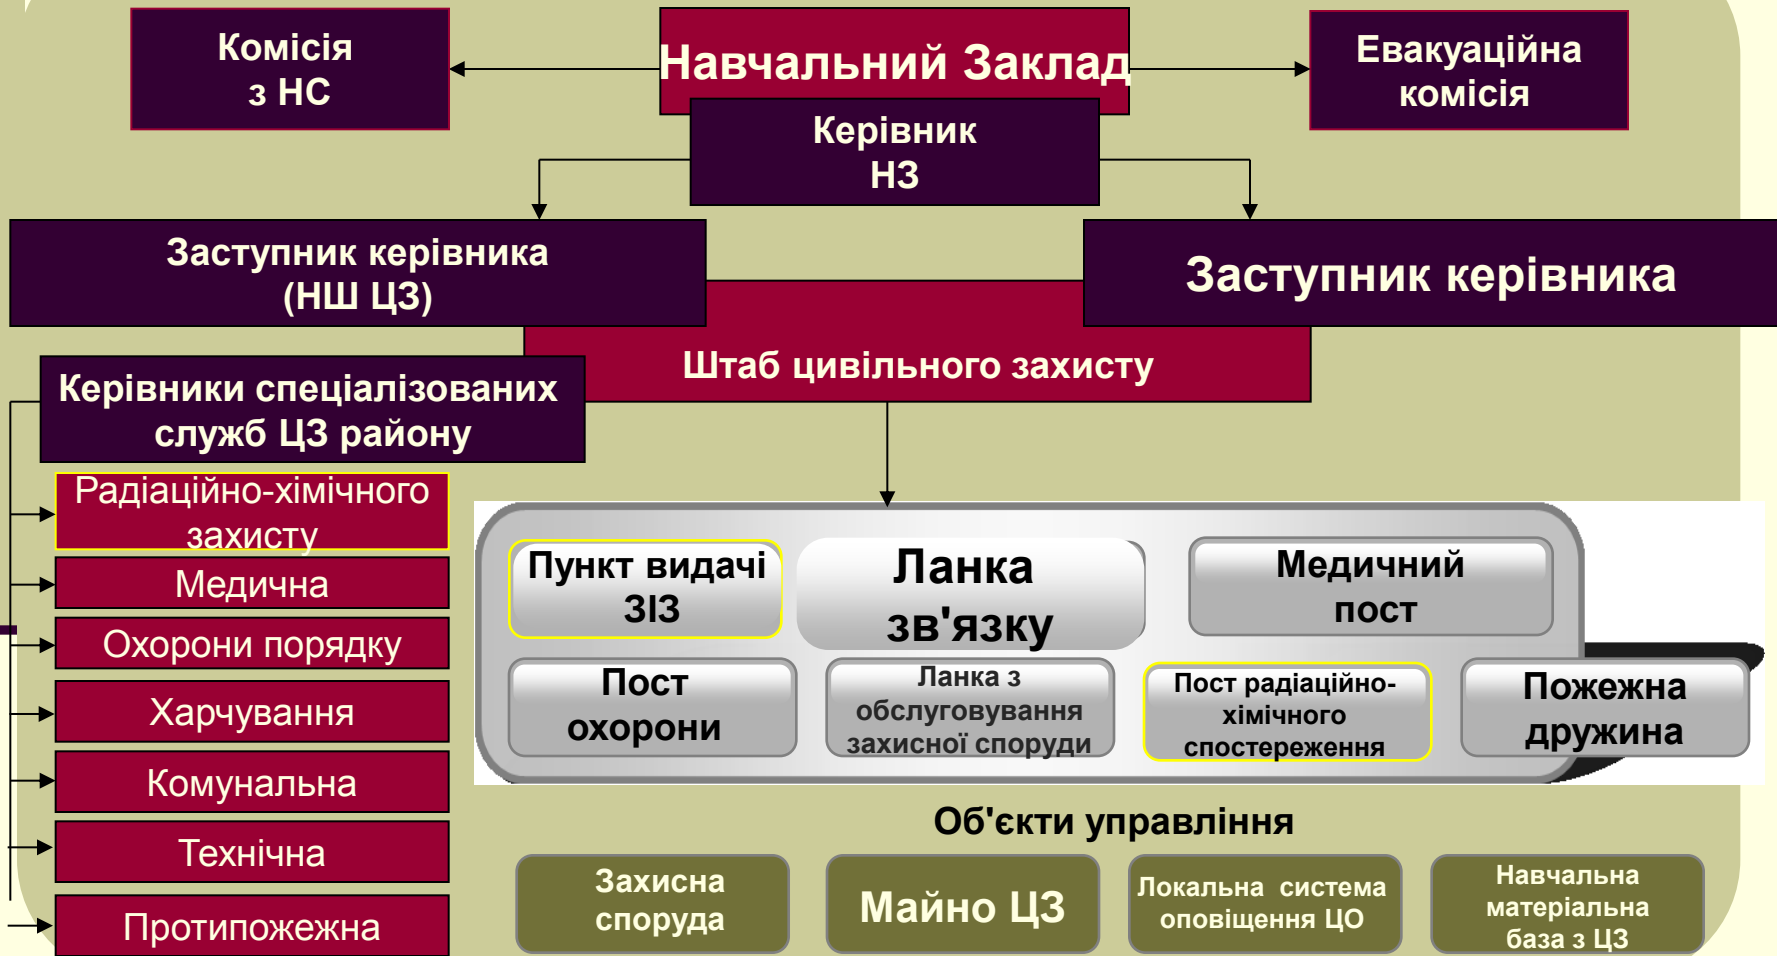 Комісія
з НС
Навчальний Заклад
Евакуаційна
комісія
Керівник
НЗ
Заступник керівника
(НШ ЦЗ)
Заступник керівника
Штаб цивільного захисту
Керівники спеціалізованих
служб ЦЗ району
Радіаційно-хімічного
захисту
Медична
Охорони порядку
Харчування
Комунальна
Технічна
Протипожежна
Пункт видачі
ЗІЗ
Ланка
зв'язку
Медичний
пост
Пост
охорони
Ланка з
обслуговування
захисної споруди
Пост радіаційно-
хімічного
спостереження
Пожежна
дружина
Об'єкти управління
Захисна
споруда
Майно ЦЗ
Локальна система
оповіщення ЦО
Навчальна
матеріальна
база з ЦЗ